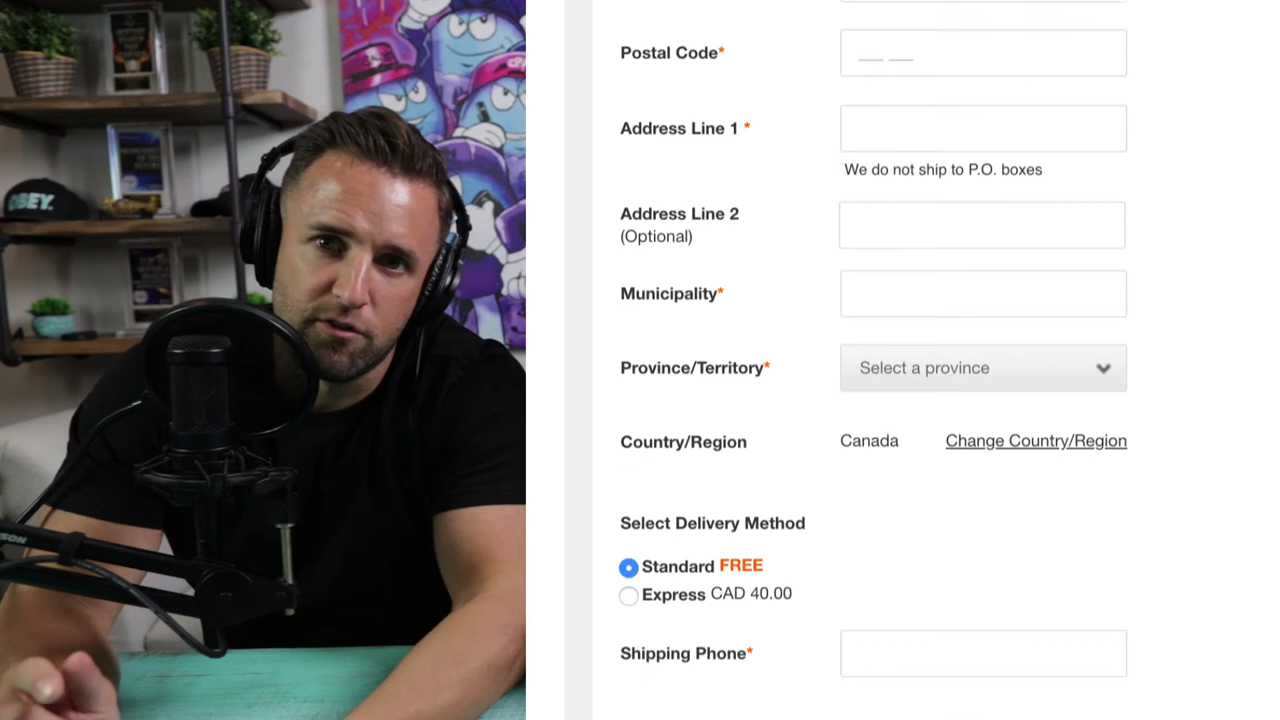 OBEY.
Postal Code*
Address Line 1 *
We do not ship to P.O. boxes
Address Line 2
(Optional)
Municipality*
Province/Territory* Select a province
Country/Region Canada Change Country/Region
Select Delivery Method
Standard FREE
Express CAD 40.00
Shipping Phone*